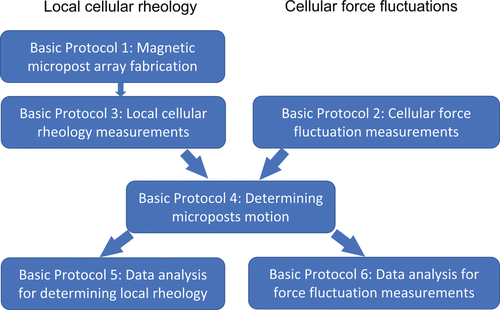 Local cellular rheology
Cellular force fluctuations
Basic Protocol 1: Magnetic
micropost array fabrication
Basic Protocol 3: Local cellular
rheology measurements
Basic Protocol 2: Cellular force
fluctuation measurements
Basic Protocol 4: Determining
microposts motion
Basic Protocol 5: Data analysis
for determining local rheology
Basic Protocol 6: Data analysis for
force fluctuation measurements